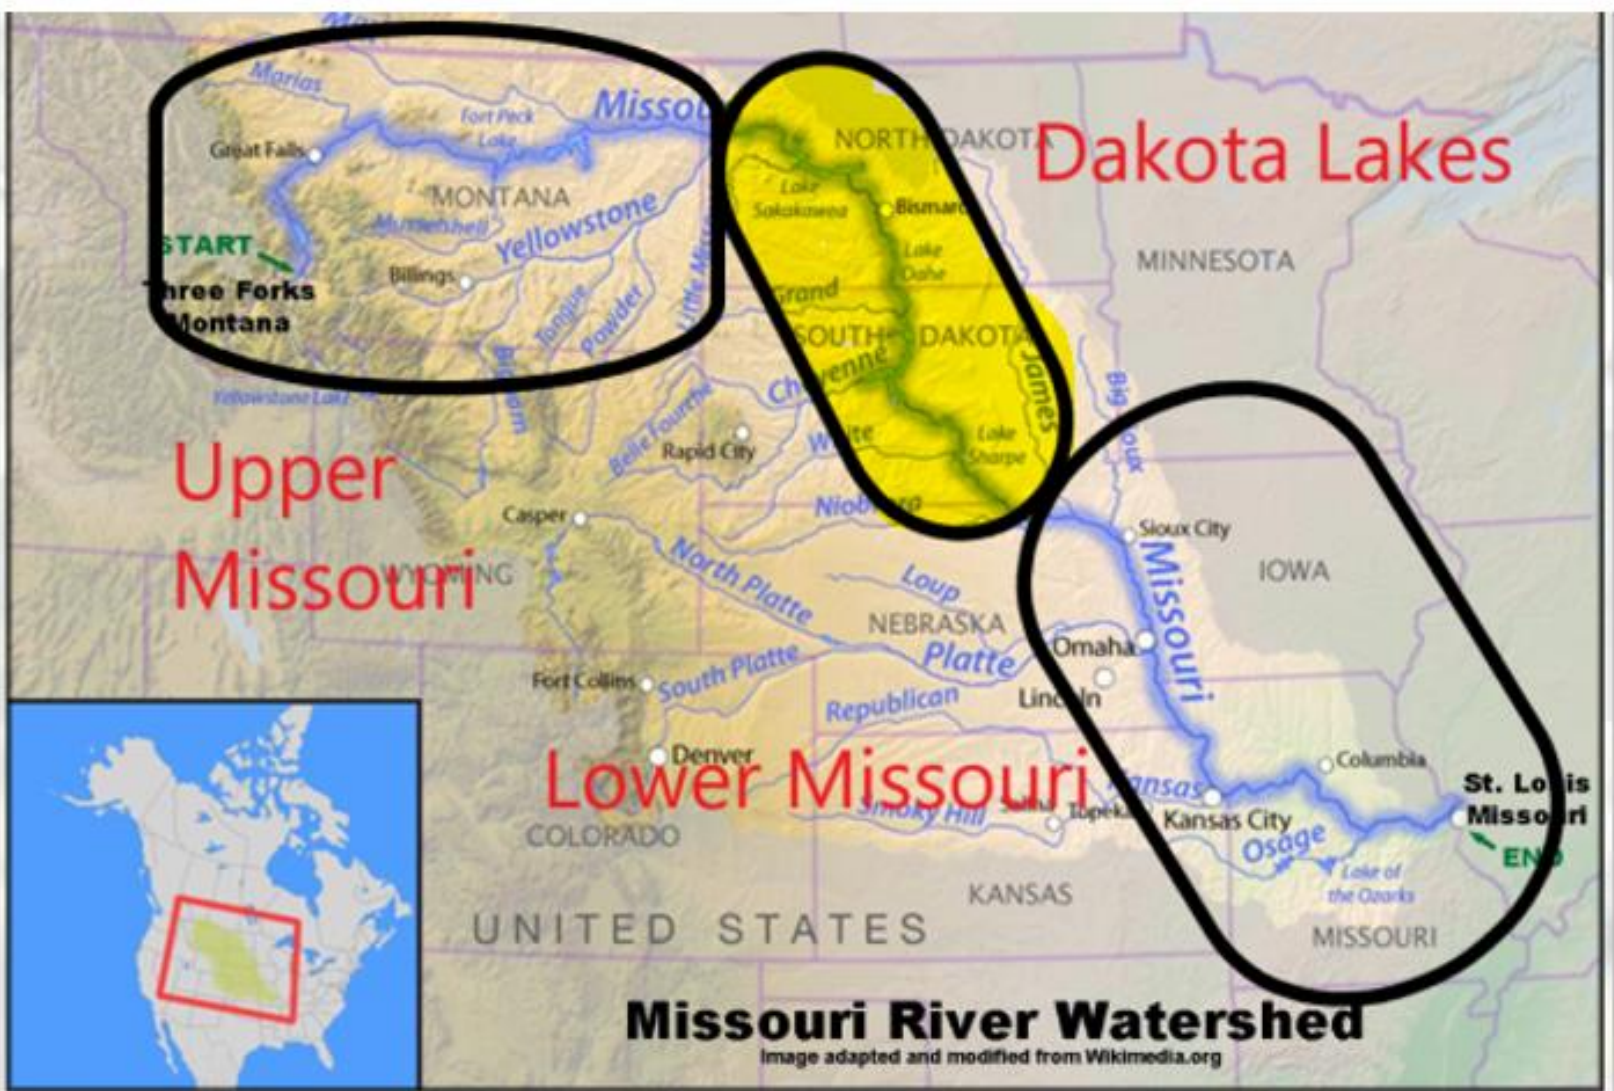 Marias
Fort Peck
Lake
Great Falls
MONTANA
Musselshell
Yellowstone
START
Three Forks
Montana
Billings
Tongue
Powder
Yellowstone Lake
NORTH DAKOTA
Dakota Lakes
Lake
Sakakawea
Lake
Oahe
MINNESOTA
Grand
SOUTH DAKOTA
Cheyenne
James
Belle Fourche
Rapid City
White
Lake
Sharpe
Niobrara
Big Sioux
Upper
Missouri
Casper
WYOMING
North Platte
Loup
NEBRASKA
Platte
Sioux City
Missouri
IOWA
Omaha
Lincoln
Fort Collins
South Platte
Republican
Denver
Lower Missouri
Kansas
Smoky Hill
Salina
Topeka
Kansas City
Columbia
St. Louis
Missouri
END
Osage
Lake of
the Ozarks
COLORADO
KANSAS
MISSOURI
UNITED STATES
Missouri River Watershed
Image adapted and modified from Wikimedia.org